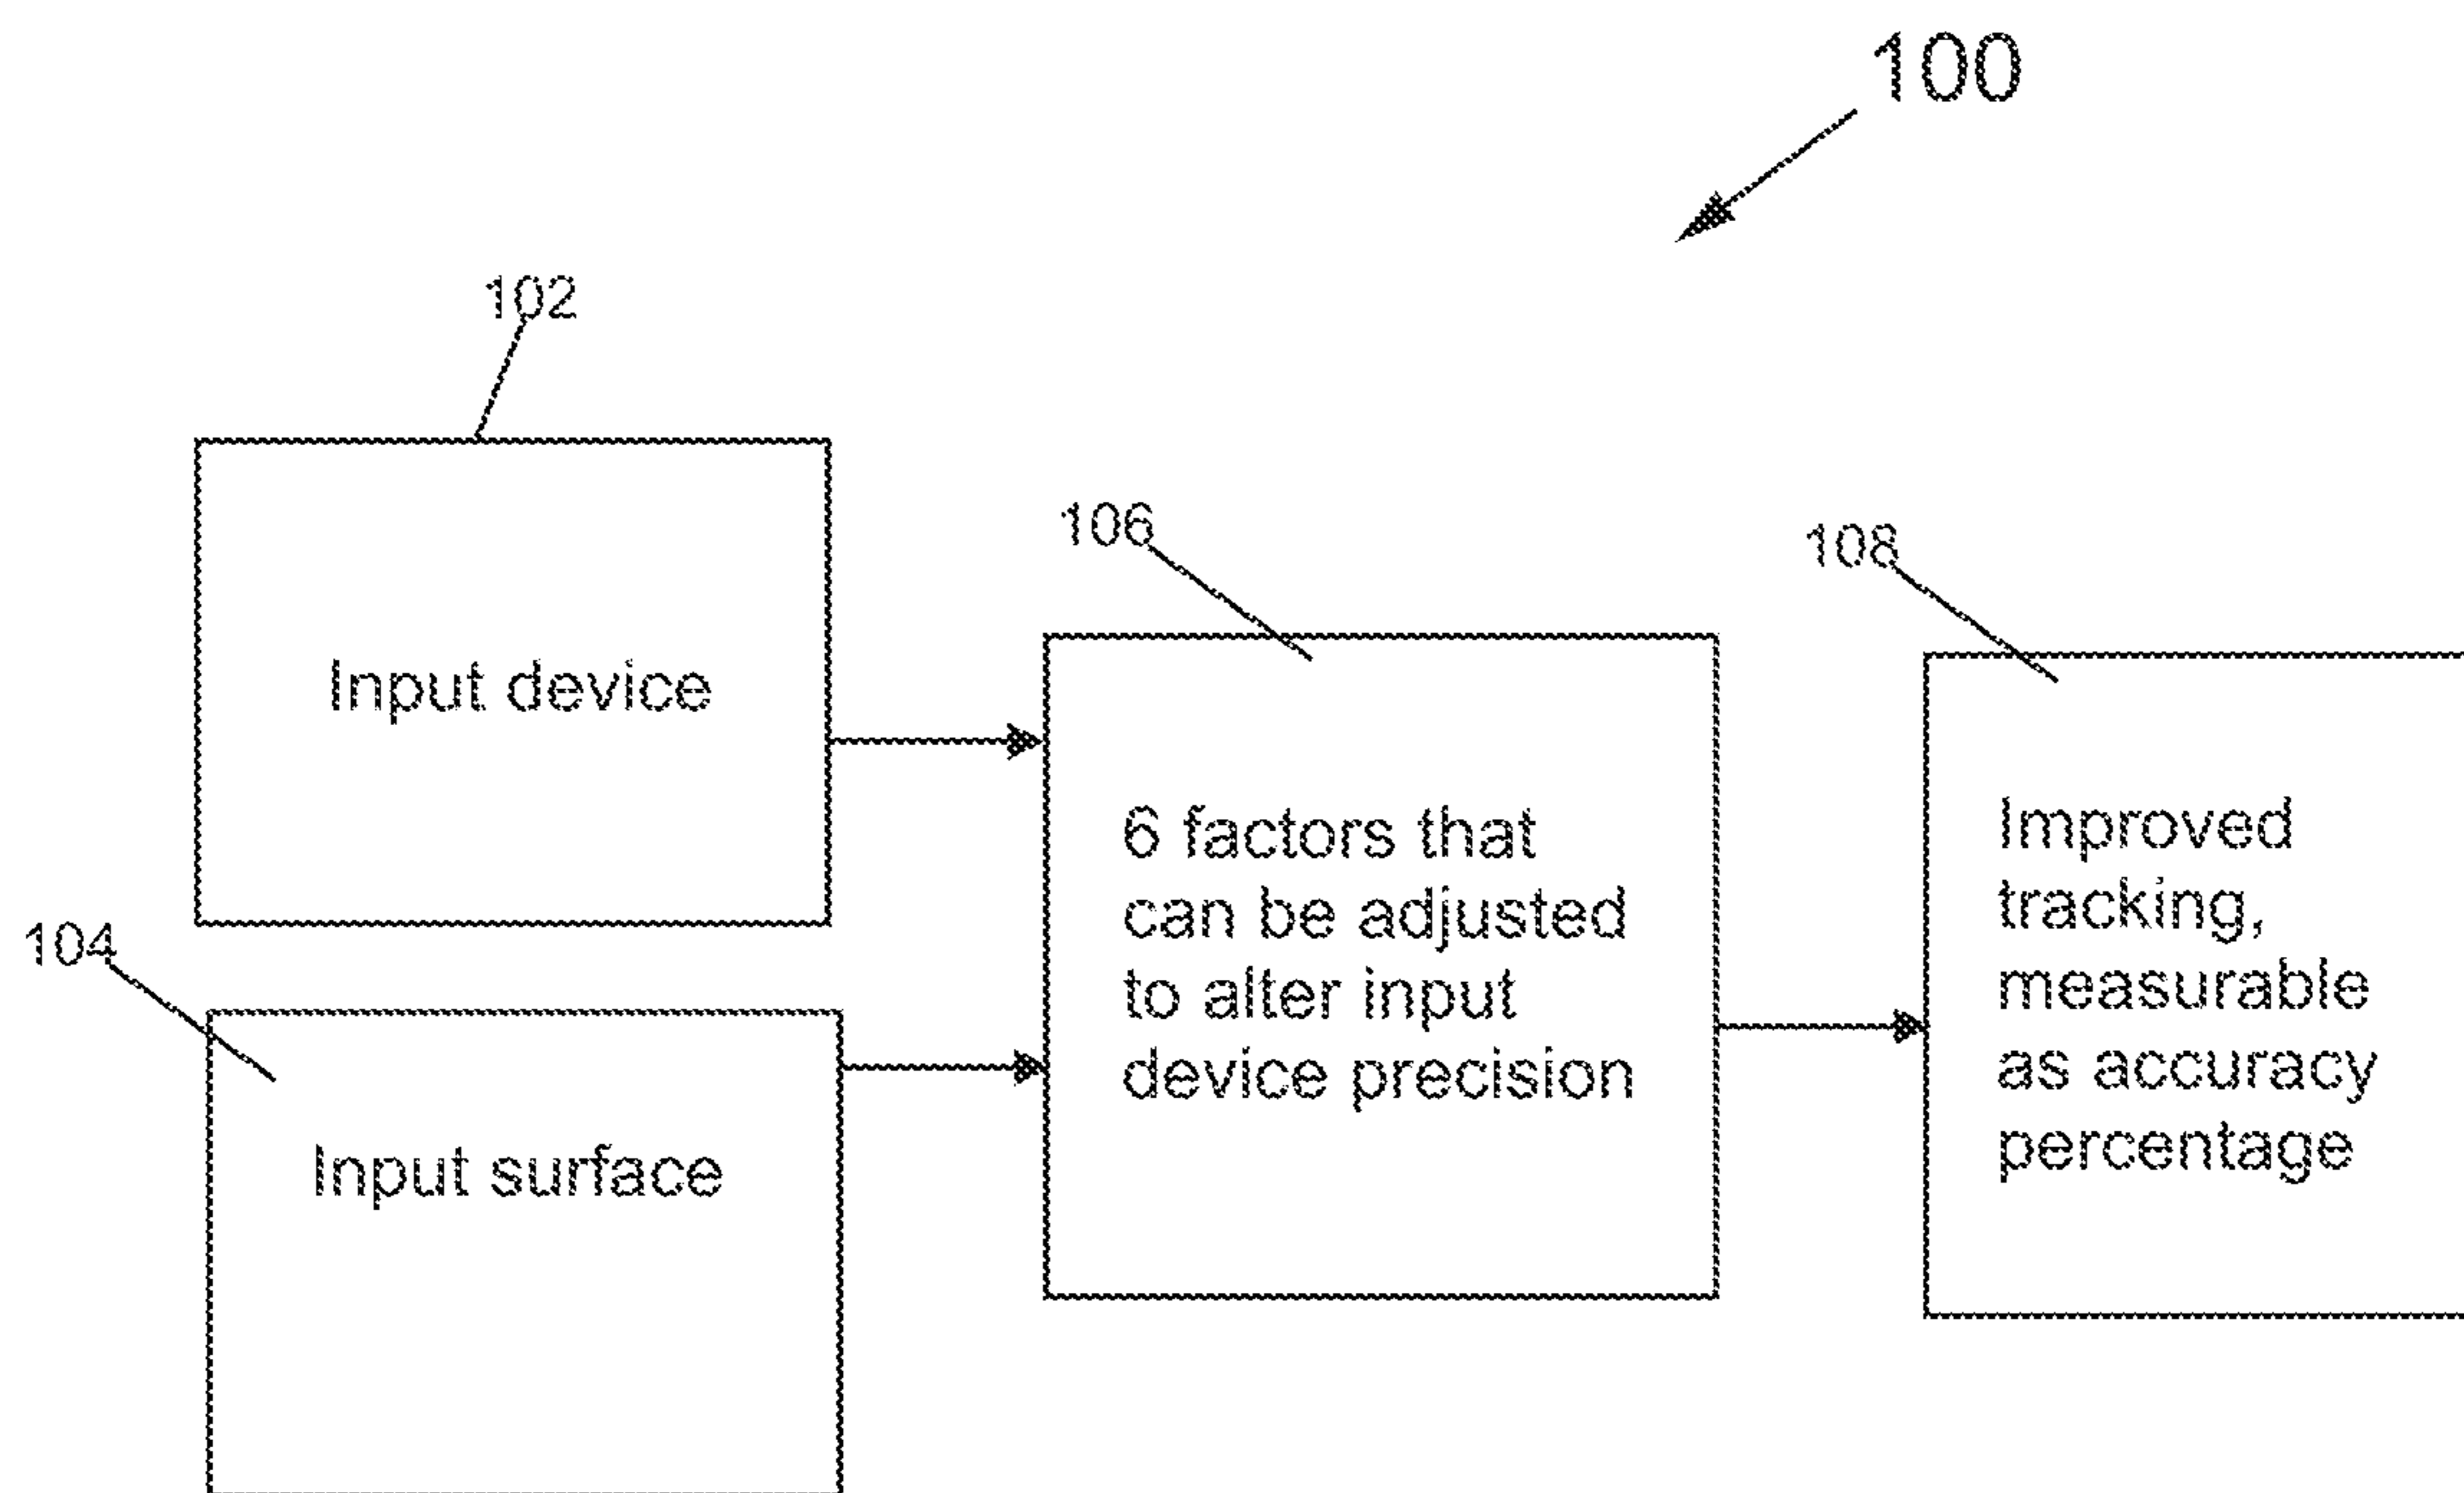 100
102
Input device
104
Input surface
106
6 factors that
can be adjusted
to alter input
device precision
108
Improved
tracking,
measurable
as accuracy
percentage